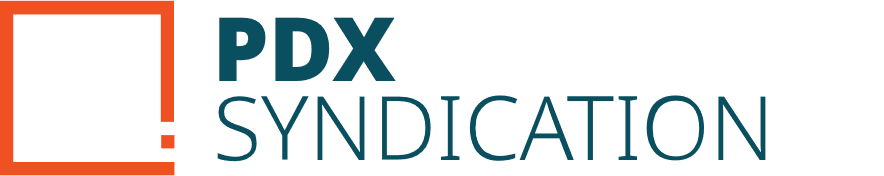 PDX
SYNDICATION